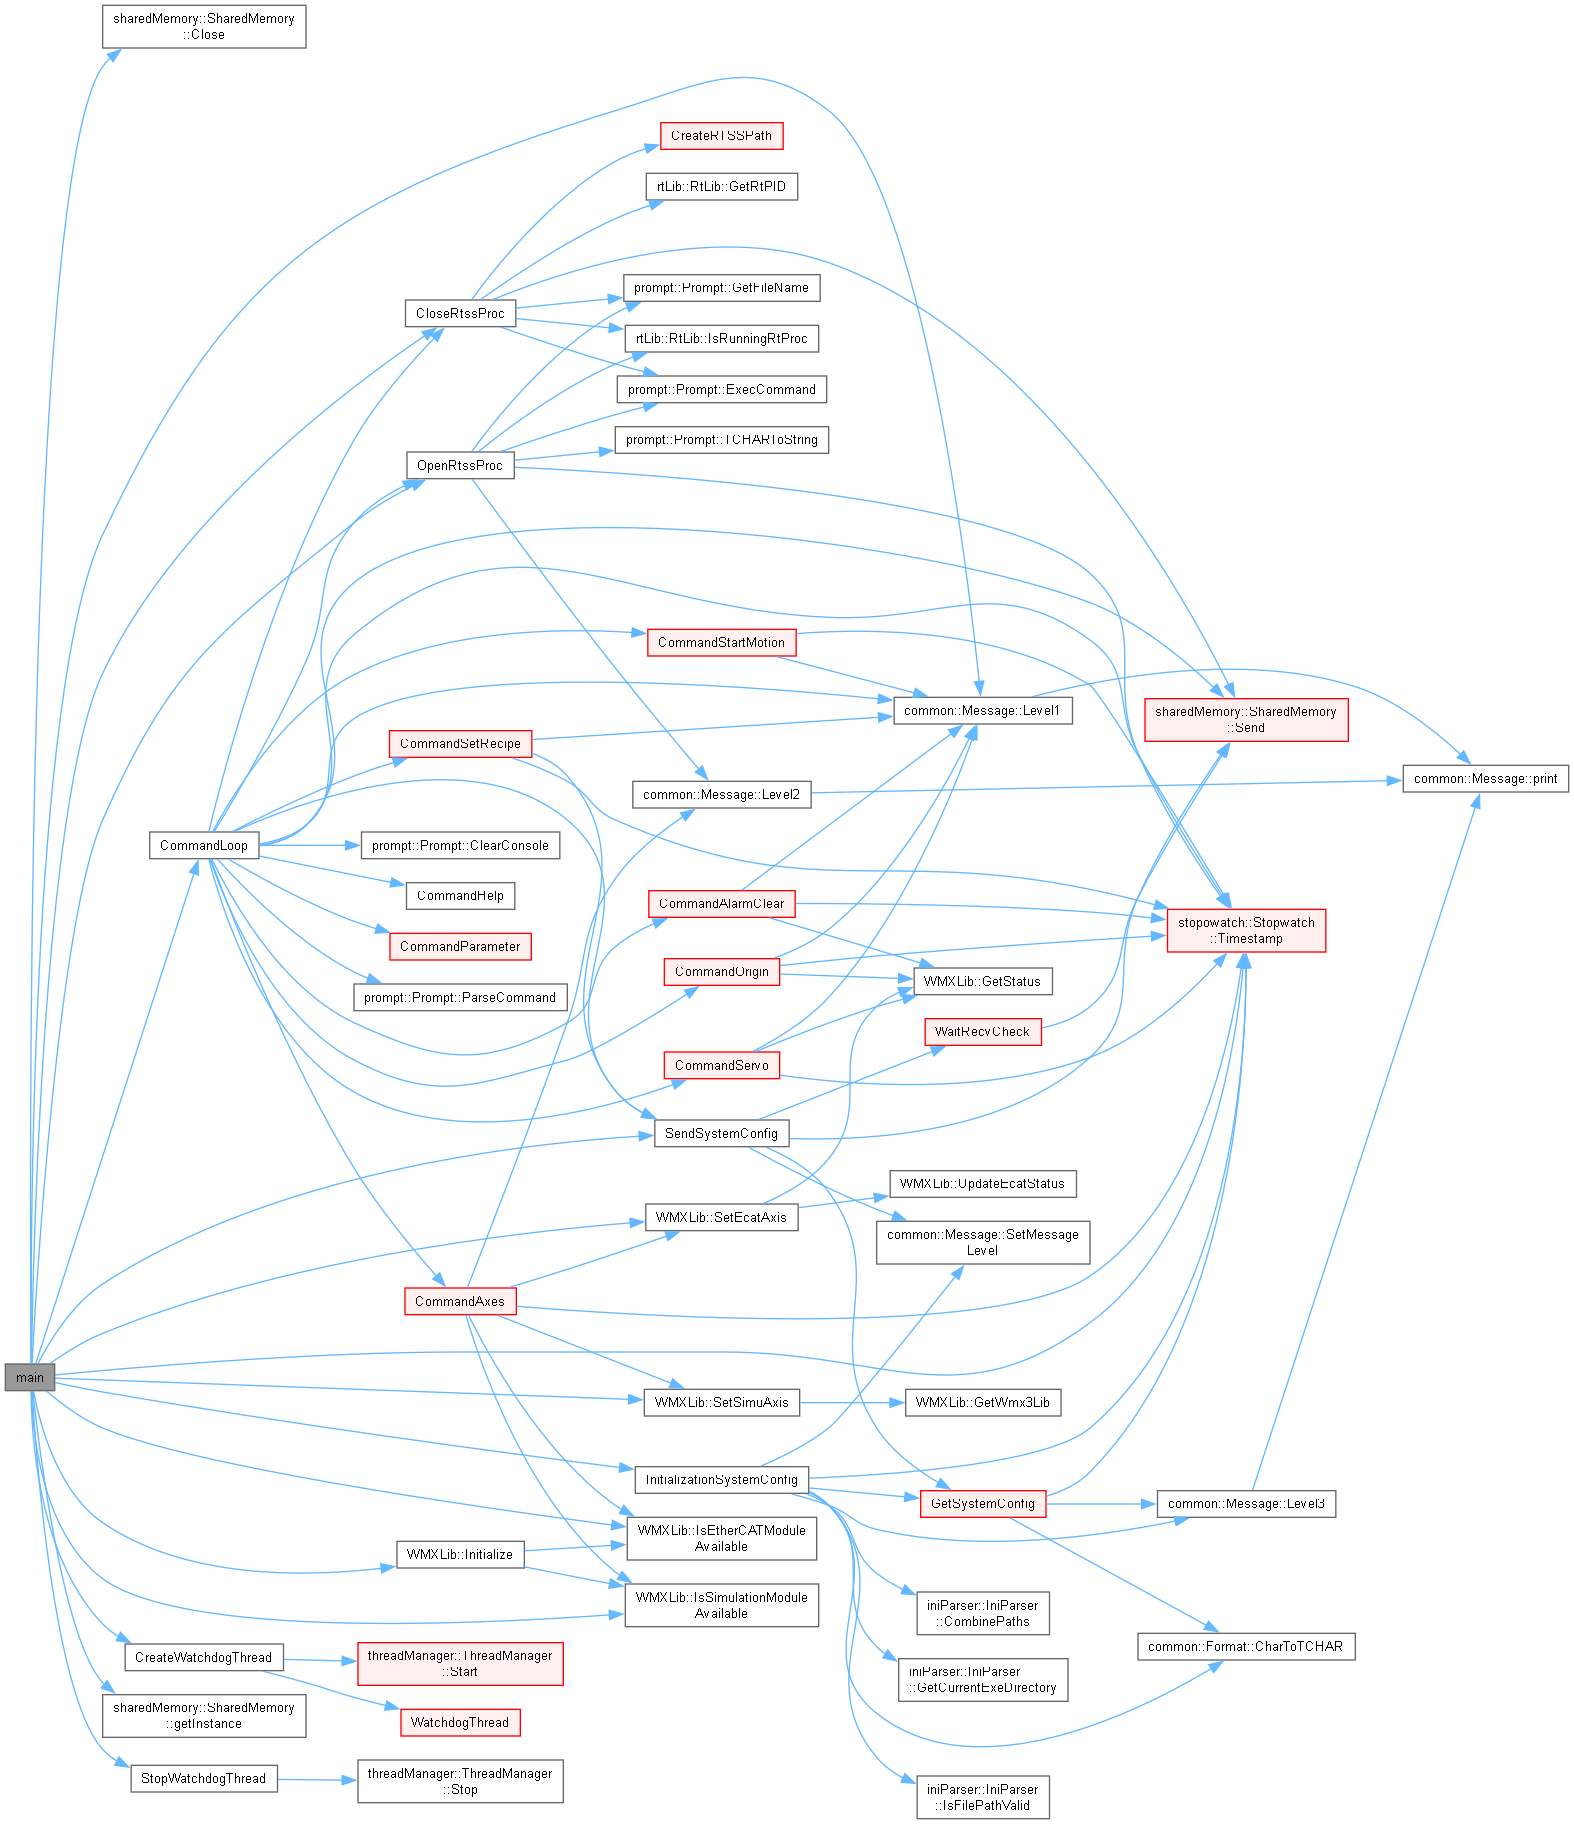 sharedMemory::SharedMemory
::Close
CreateRTSSPath
rtLib::RtLib::GetRtPID
prompt::Prompt::GetFileName
CloseRtssProc
rtLib::RtLib::IsRunningRtProc
prompt::Prompt::ExecCommand
prompt::Prompt::TCHARToString
OpenRtssProc
CommandStartMotion
common::Message::Level1
sharedMemory::SharedMemory
::Send
CommandSetRecipe
common::Message::print
common::Message::Level2
CommandLoop
prompt::Prompt::ClearConsole
CommandHelp
CommandAlarmClear
stopowatch::Stopwatch
::Timestamp
CommandParameter
CommandOrigin
WMXLib::GetStatus
prompt::Prompt::ParseCommand
WaitRecvCheck
CommandServo
SendSystemConfig
WMXLib::UpdateEcatStatus
WMXLib::SetEcatAxis
common::Message::SetMessage
Level
CommandAxes
main
WMXLib::SetSimuAxis
WMXLib::GetWmx3Lib
InitializationSystemConfig
GetSystemConfig
common::Message::Level3
WMXLib::IsEtherCATModule
Available
WMXLib::Initialize
WMXLib::IsSimulationModule
Available
iniParser::IniParser
::CombinePaths
common::Format::CharToTCHAR
CreateWatchdogThread
threadManager::ThreadManager
::Start
iniParser::IniParser
::GetCurrentExeDirectory
sharedMemory::SharedMemory
::getInstance
WatchdogThread
StopWatchdogThread
threadManager::ThreadManager
::Stop
iniParser::IniParser
::IsFilePathValid